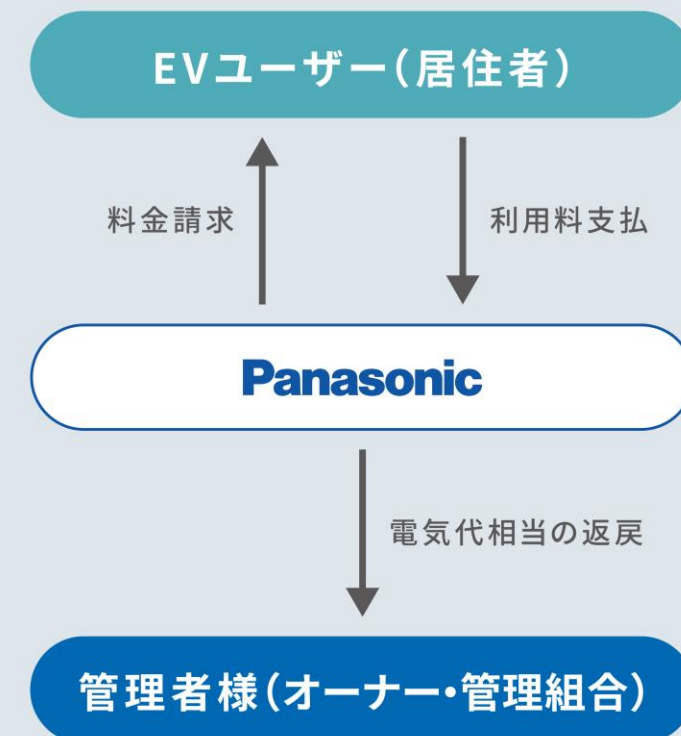 EVユーザー(居住者)
料金請求
利用料支払
Panasonic
電気代相当の返戻
管理者様(オーナー・管理組合)